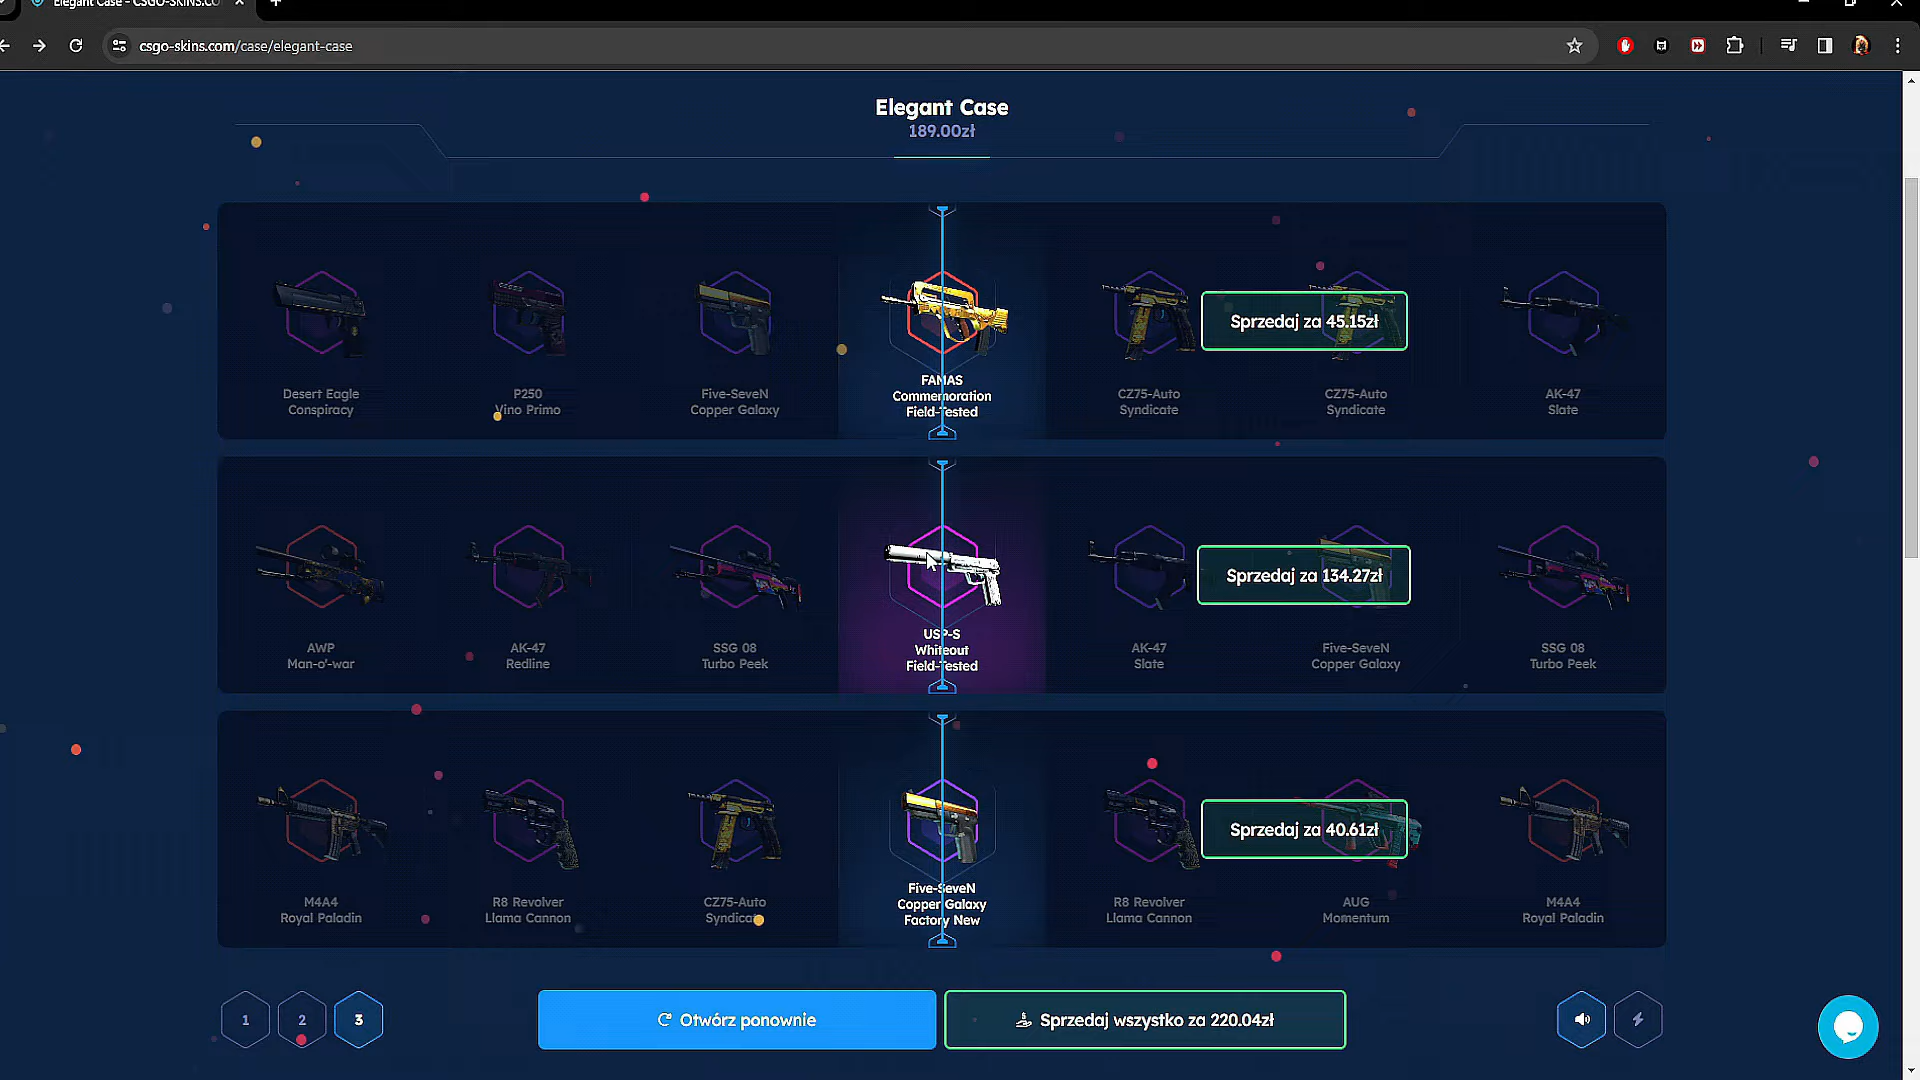 Elegant Case - CSGO-SKINS.CO
csgo-skins.com/case/elegant-case
Elegant Case
189.00zł
Desert Eagle
Conspiracy
P250
Vino Primo
Five-SeveN
Copper Galaxy
FAMAS
Commemoration
Field-Tested
CZ75-Auto
Syndicate
Sprzedaj za 45.15zł
CZ75-Auto
Syndicate
AK-47
Slate
AWP
Man-o'-war
AK-47
Redline
SSG 08
Turbo Peek
USP-S
Whiteout
Field-Tested
AK-47
Slate
Sprzedaj za 134.27zł
Five-SeveN
Copper Galaxy
SSG 08
Turbo Peek
M4A4
Royal Paladin
R8 Revolver
Llama Cannon
CZ75-Auto
Syndicate
Five-SeveN
Copper Galaxy
Factory New
R8 Revolver
Llama Cannon
Sprzedaj za 40.61zł
AUG
Momentum
M4A4
Royal Paladin
1
2
3
Otwórz ponownie
Sprzedaj wszystko za 220.04zł